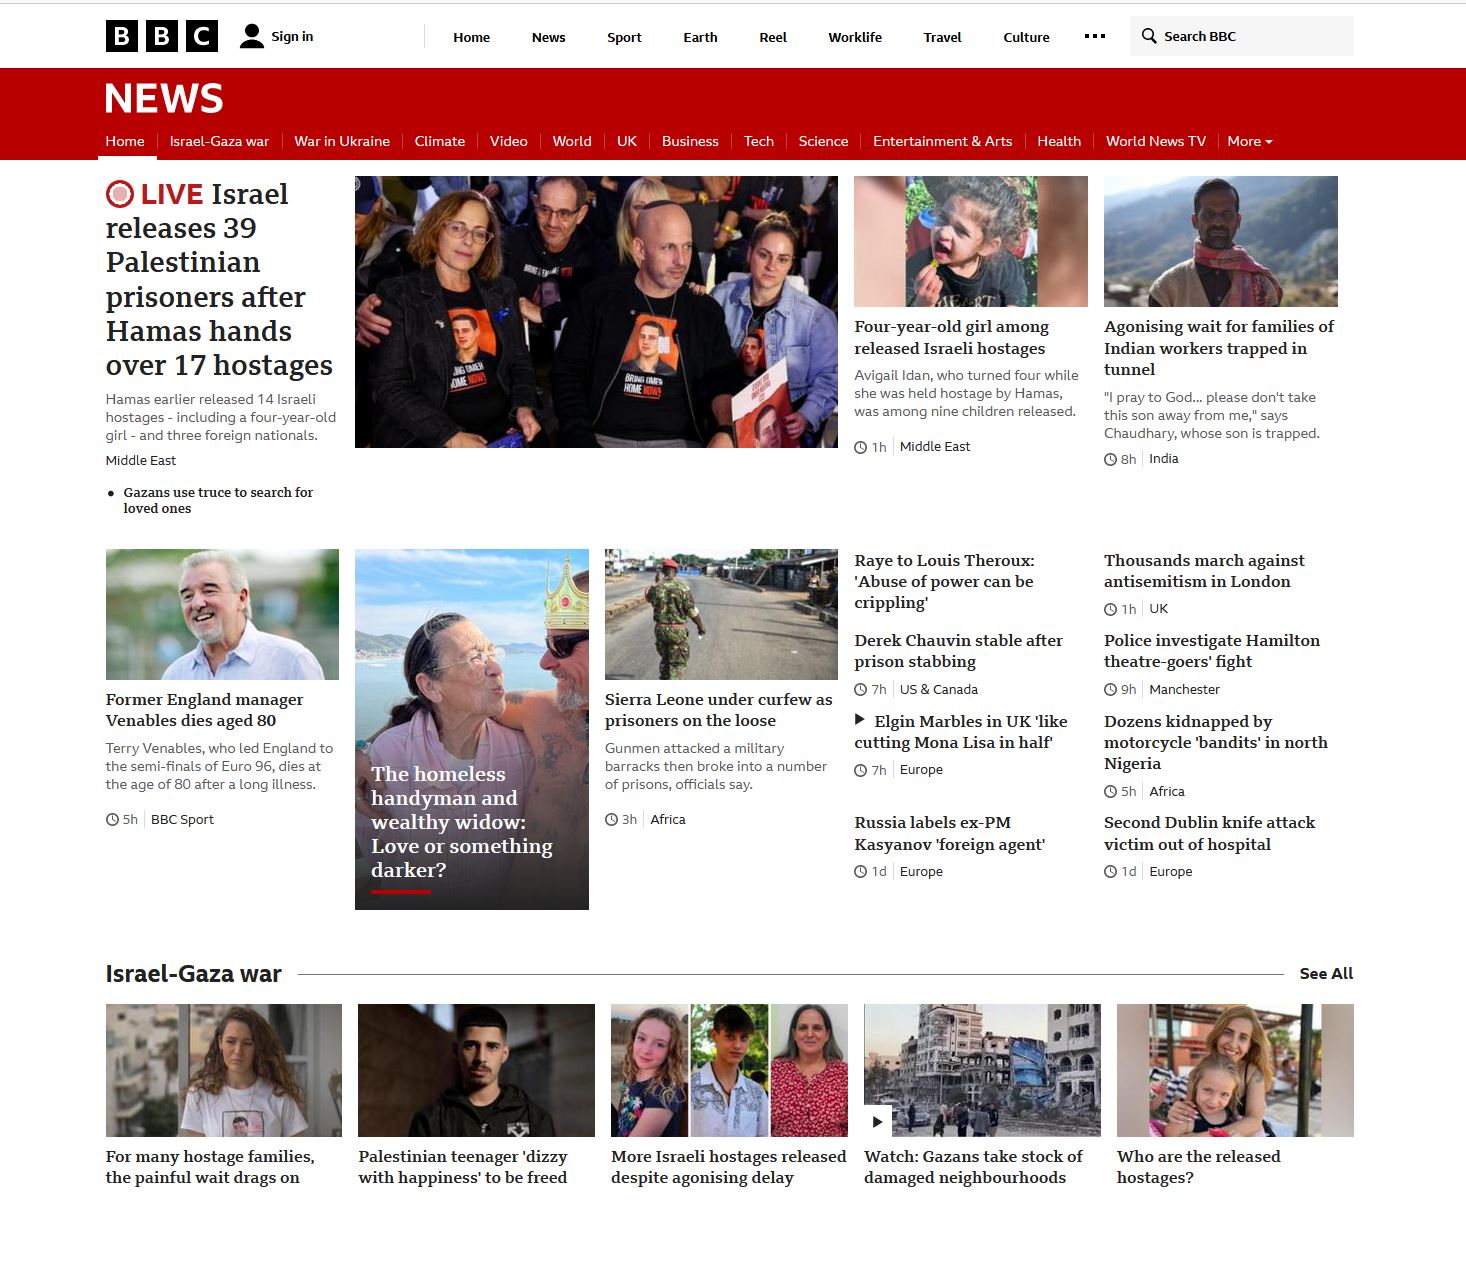 BBC
Sign in
Home
News
Sport
Earth
Reel
Worklife
Travel
Culture
Search BBC
NEWS
Home
Israel-Gaza war
War in Ukraine
Climate
Video
World
UK
Business
Tech
Science
Entertainment & Arts
Health
World News TV
More
LIVE Israel
releases 39
Palestinian
prisoners after
Hamas hands
over 17 hostages
Hamas earlier released 14 Israeli
hostages - including a four-year-old
girl - and three foreign nationals.
Middle East
Gazans use truce to search for
loved ones
BRING OMER
HOME NOW!
Four-year-old girl among
released Israeli hostages
Avigail Idan, who turned four while
she was held hostage by Hamas,
was among nine children released.
1h
Middle East
Agonising wait for families of
Indian workers trapped in
tunnel
"I pray to God... please don't take
this son away from me," says
Chaudhary, whose son is trapped.
8h
India
Former England manager
Venables dies aged 80
Terry Venables, who led England to
the semi-finals of Euro 96, dies at
the age of 80 after a long illness.
5h
BBC Sport
The homeless
handyman and
wealthy widow:
Love or something
darker?
Sierra Leone under curfew as
prisoners on the loose
Gunmen attacked a military
barracks then broke into a number
of prisons, officials say.
3h
Africa
Raye to Louis Theroux:
'Abuse of power can be
crippling'
Derek Chauvin stable after
prison stabbing
7h
US & Canada
Elgin Marbles in UK 'like
cutting Mona Lisa in half'
7h
Europe
Russia labels ex-PM
Kasyanov 'foreign agent'
1d
Europe
Thousands march against
antisemitism in London
1h
UK
Police investigate Hamilton
theatre-goers' fight
9h
Manchester
Dozens kidnapped by
motorcycle 'bandits' in north
Nigeria
5h
Africa
Second Dublin knife attack
victim out of hospital
1d
Europe
Israel-Gaza war
See All
For many hostage families,
the painful wait drags on
Palestinian teenager 'dizzy
with happiness' to be freed
More Israeli hostages released
despite agonising delay
Watch: Gazans take stock of
damaged neighbourhoods
Who are the released
hostages?